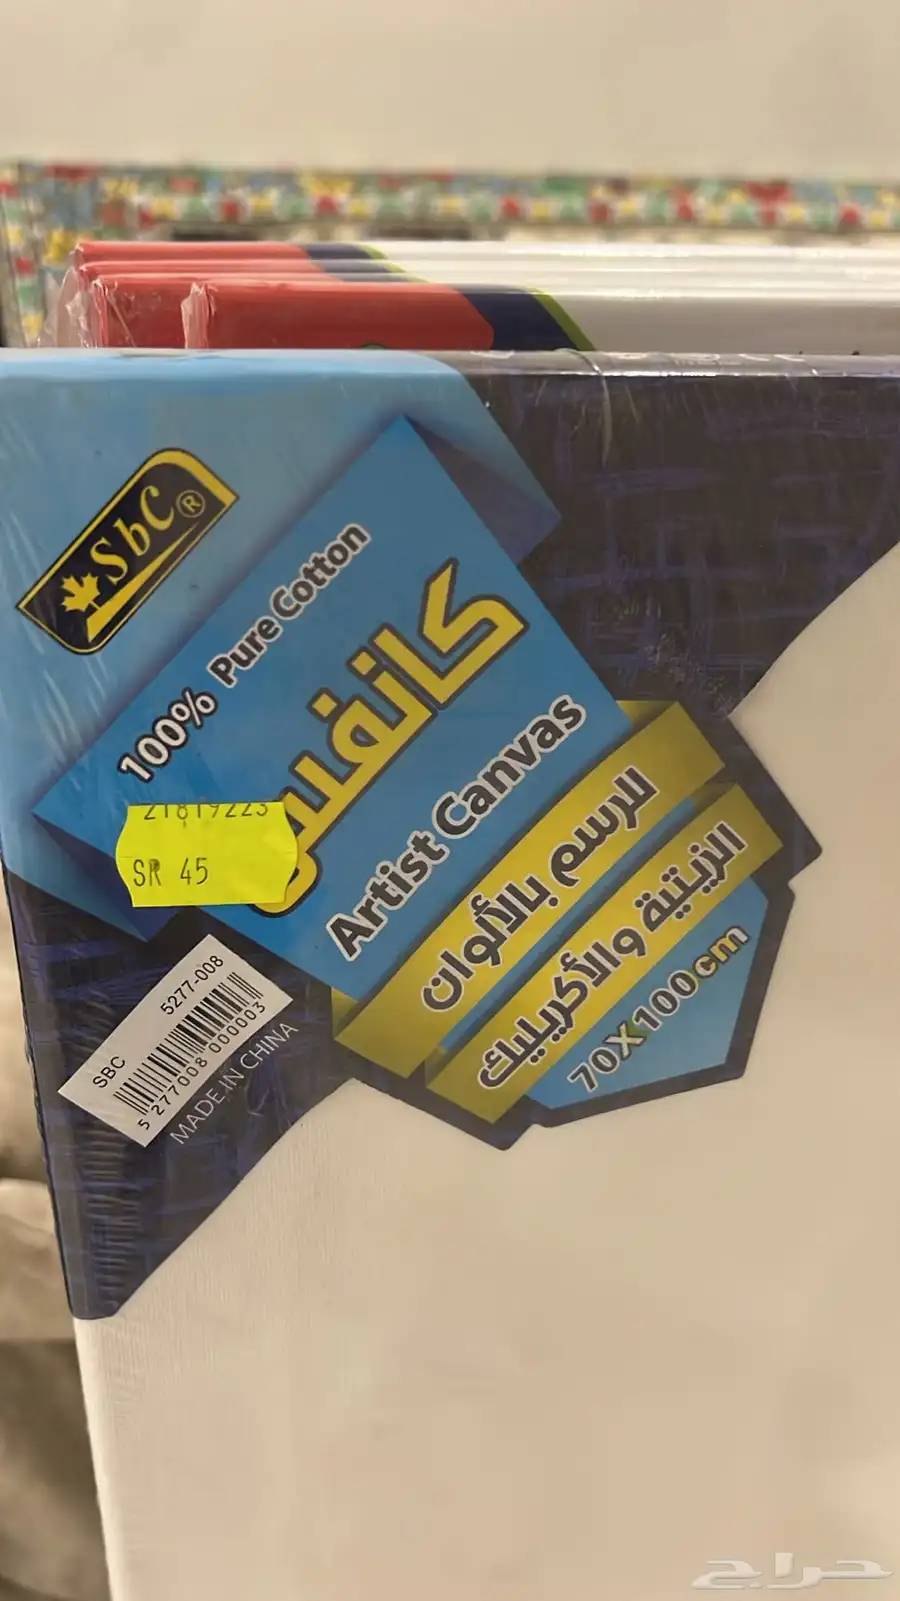 SbC®
100% Pure Cotton
كانفس
Artist Canvas
للرسم بالألوان
الزيتية والأكريليك
70X100cm
21819223
SR 45
SBC 5277-008
5 277008 000003
MADE IN CHINA
حراج